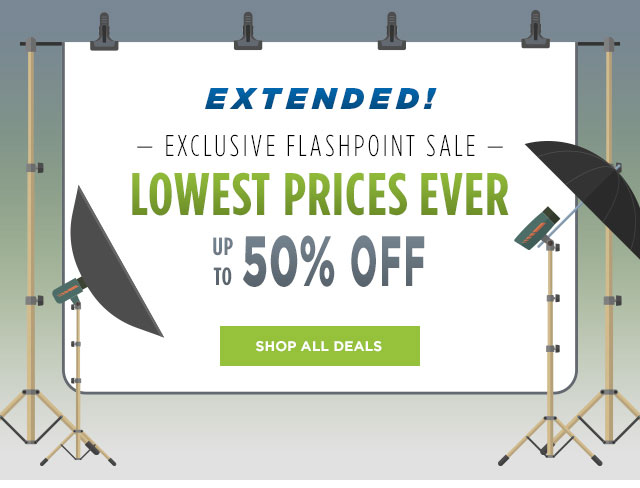 EXTENDED!
– EXCLUSIVE FLASHPOINT SALE –
LOWEST PRICES EVER
UP TO 50% OFF
SHOP ALL DEALS